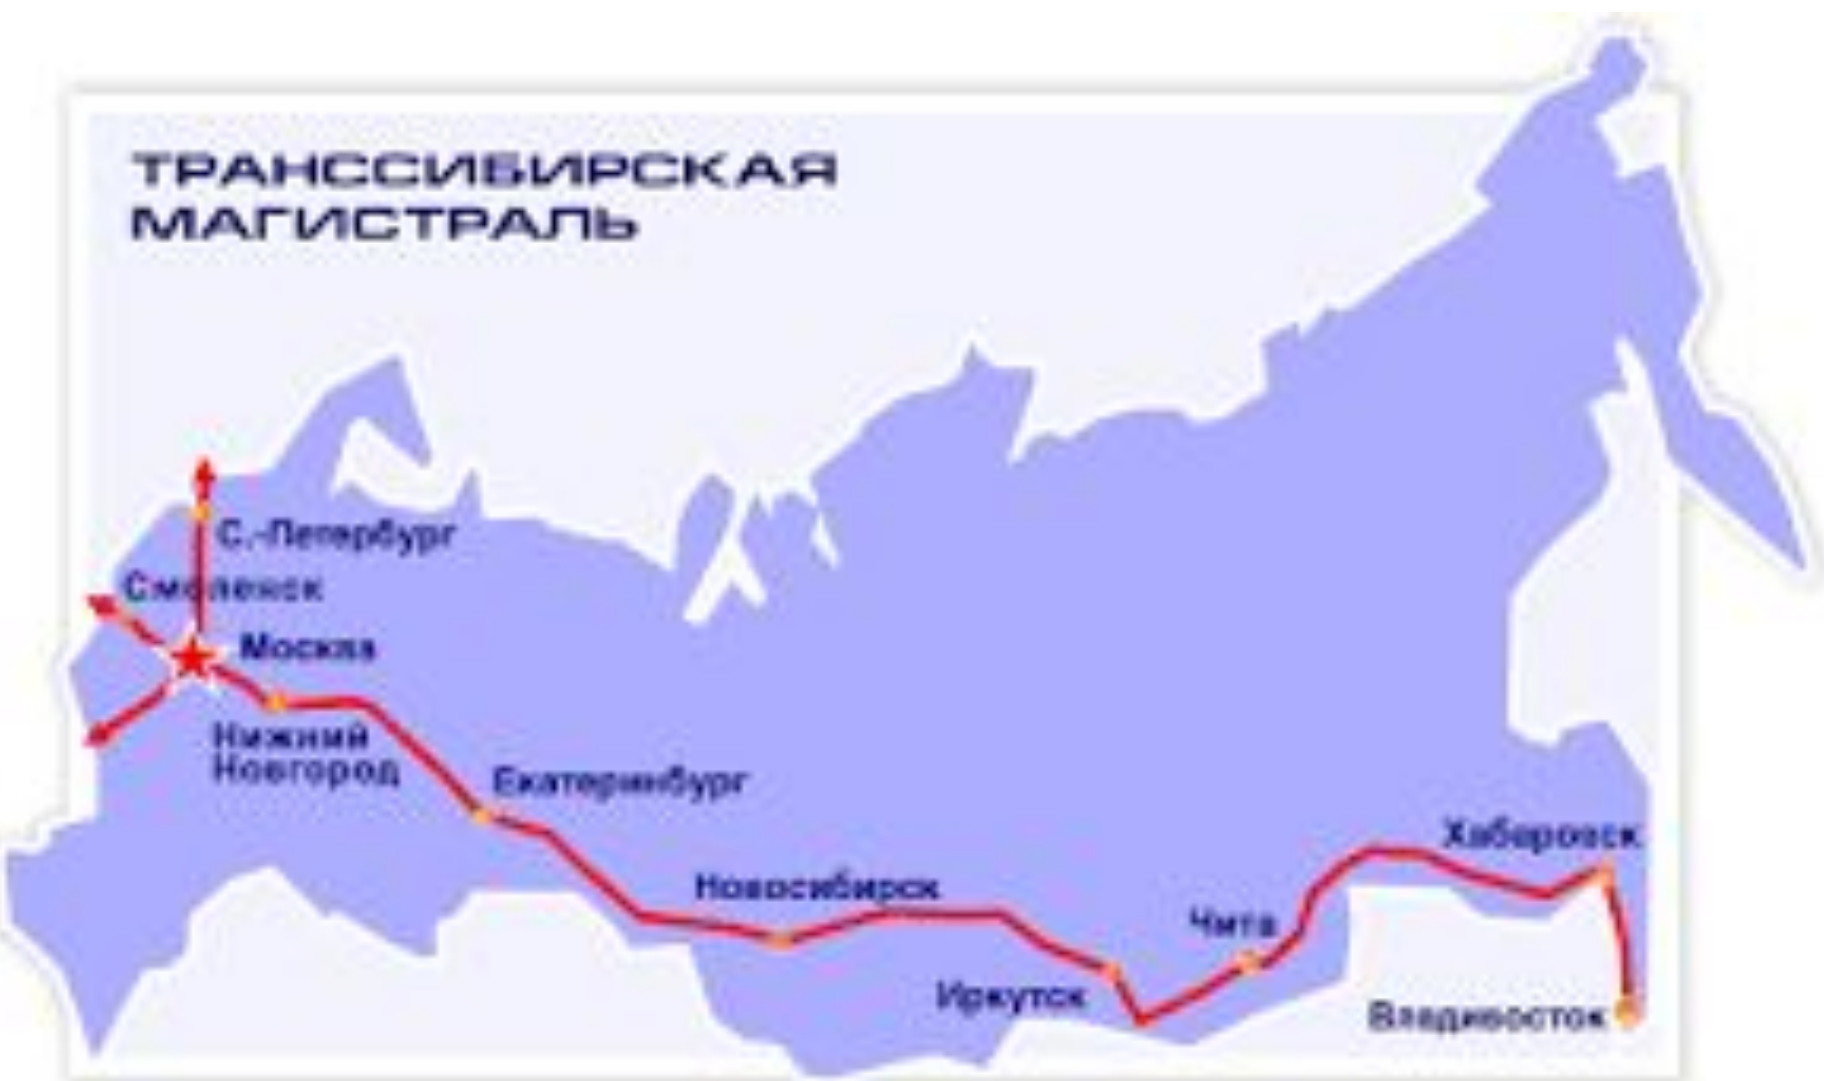 ТРАНССИБИРСКАЯ
МАГИСТРАЛЬ
С.-Петербург
Смоленск
Москва
Нижний
Новгород
Екатеринбург
Новосибирск
Иркутск
Чита
Хабаровск
Владивосток